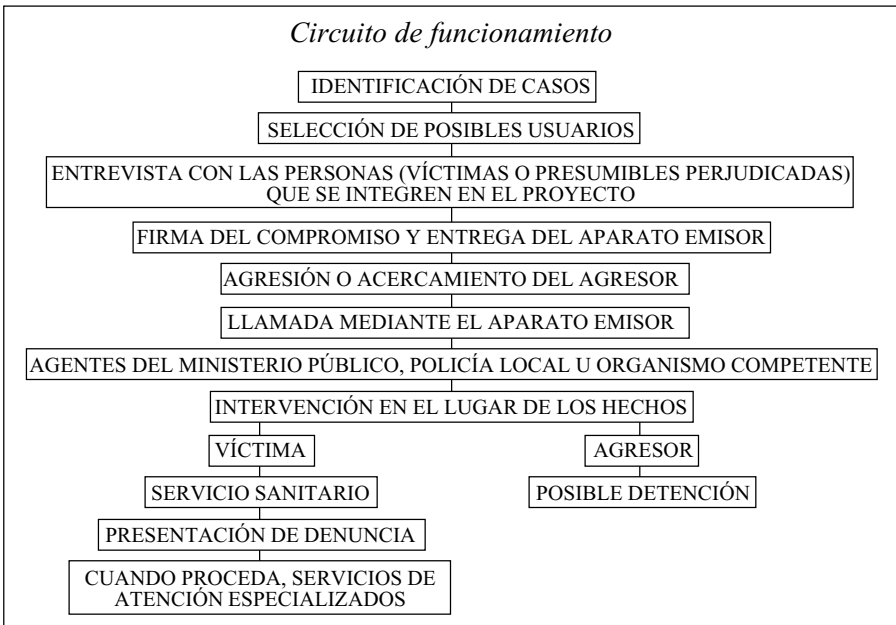 Circuito de funcionamiento
IDENTIFICACIÓN DE CASOS
SELECCIÓN DE POSIBLES USUARIOS
ENTREVISTA CON LAS PERSONAS (VÍCTIMAS O PRESUMIBLES PERJUDICADAS)
QUE SE INTEGREN EN EL PROYECTO
FIRMA DEL COMPROMISO Y ENTREGA DEL APARATO EMISOR
AGRESIÓN O ACERCAMIENTO DEL AGRESOR
LLAMADA MEDIANTE EL APARATO EMISOR
AGENTES DEL MINISTERIO PÚBLICO, POLICÍA LOCAL U ORGANISMO COMPETENTE
INTERVENCIÓN EN EL LUGAR DE LOS HECHOS
VÍCTIMA
SERVICIO SANITARIO
PRESENTACIÓN DE DENUNCIA
CUANDO PROCEDA, SERVICIOS DE
ATENCIÓN ESPECIALIZADOS
AGRESOR
POSIBLE DETENCIÓN